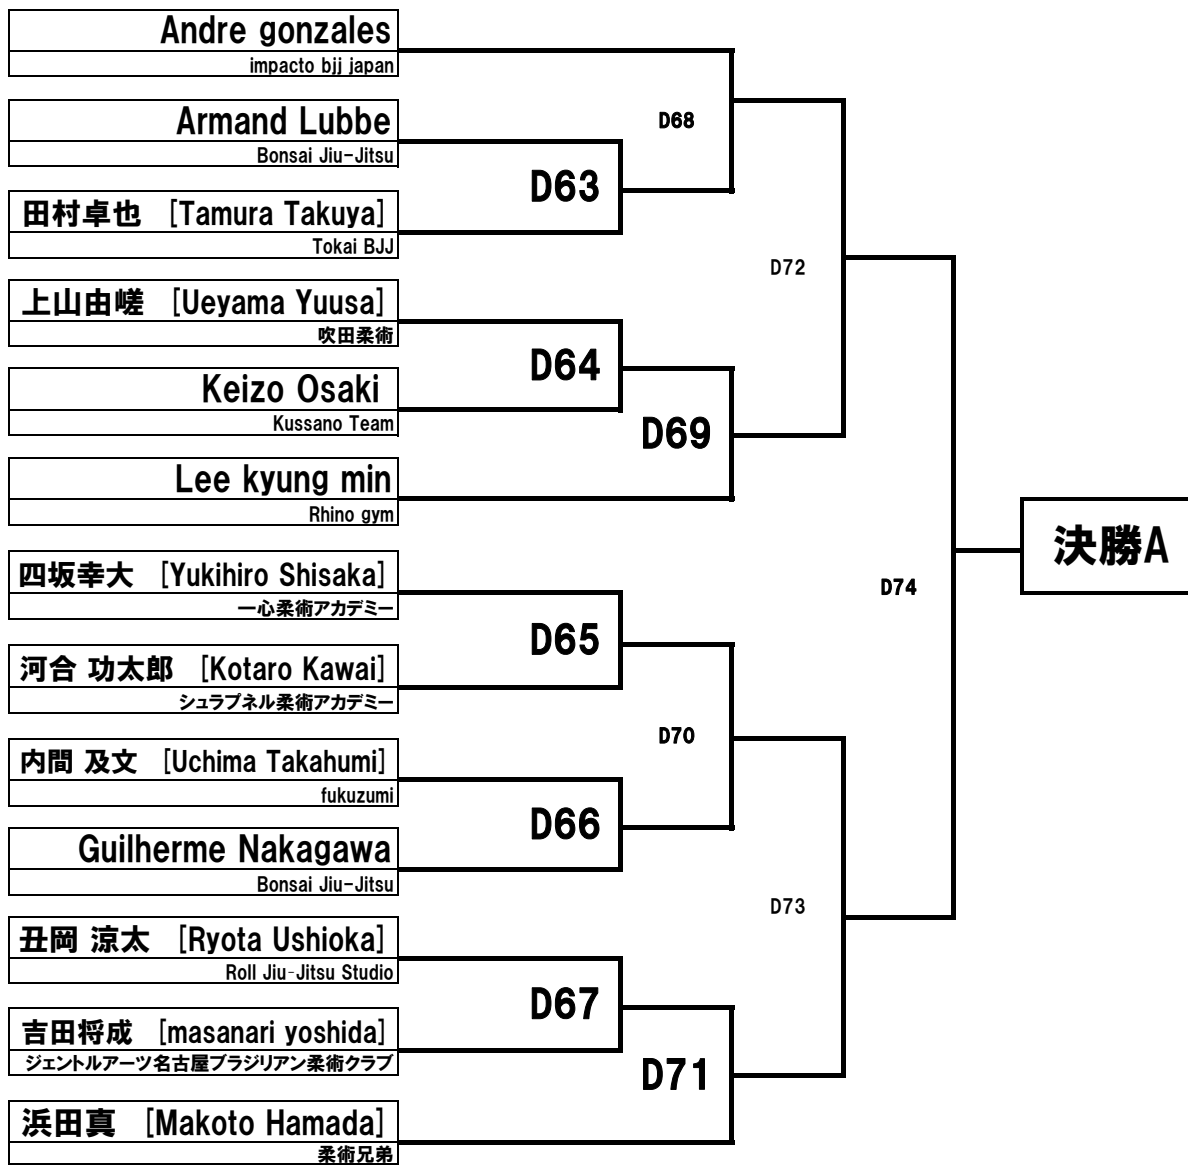 Andre gonzales
impacto bjj japan
Armand Lubbe
Bonsai Jiu-Jitsu
田村卓也 [Tamura Takuya]
Tokai BJJ
上山由嵯 [Ueyama Yuusa]
吹田柔術
Keizo Osaki
Kussano Team
Lee kyung min
Rhino gym
四坂幸大 [Yukihiro Shisaka]
一心柔術アカデミー
河合 功太郎 [Kotaro Kawai]
シュラプネル柔術アカデミー
内間 及文 [Uchima Takahumi]
fukuzumi
Guilherme Nakagawa
Bonsai Jiu-Jitsu
丑岡 涼太 [Ryota Ushioka]
Roll Jiu-Jitsu Studio
吉田将成 [masanari yoshida]
ジェントルアーツ名古屋ブラジリアン柔術クラブ
浜田真 [Makoto Hamada]
柔術兄弟
D63
D64
D65
D66
D67
D68
D69
D70
D71
D72
D73
D74
決勝A